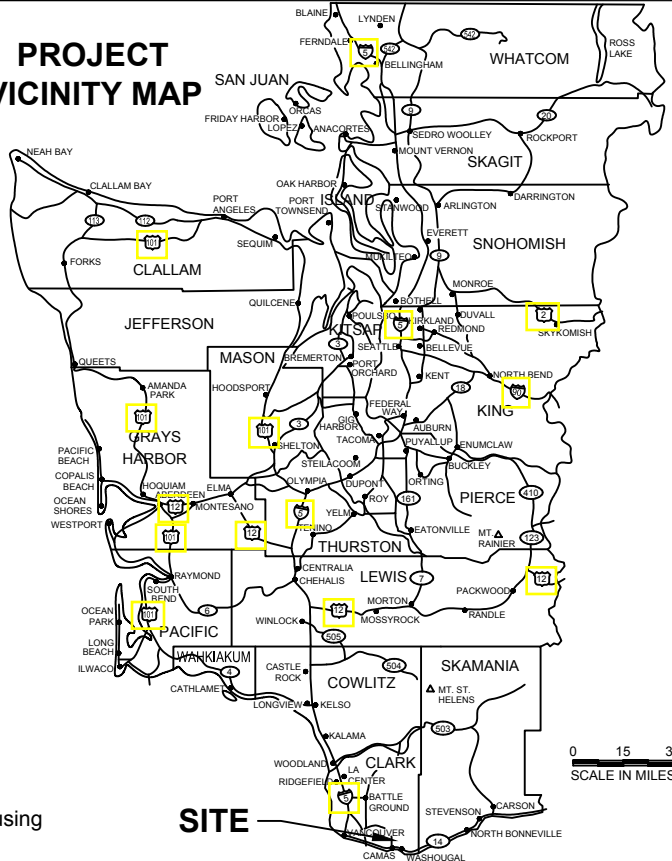 PROJECT
VICINITY MAP
BLAINE
LYNDEN
FERNDALE
5
542
542
BELLINGHAM
WHATCOM
ROSS
LAKE
SAN JUAN
ORCAS
FRIDAY HARBOR
LOPEZ
ANACORTES
9
20
SEDRO WOOLLEY
ROCKPORT
MOUNT VERNON
SKAGIT
NEAH BAY
CLALLAM BAY
OAK HARBOR
ISLAND
DARRINGTON
PORT
ANGELES
PORT
TOWNSEND
STANWOOD
ARLINGTON
113
112
101
SEQUIM
EVERETT
SNOHOMISH
FORKS
CLALLAM
MUKILTEO
9
MONROE
QUILCENE
BOTHELL
JEFFERSON
POULSBO
5
KIRKLAND
DUVALL
2
SKYKOMISH
KITSAP
REDMOND
3
SEATTLE
MASON
BREMERTON
BELLEVUE
QUEETS
PORT
ORCHARD
AMANDA
PARK
HOODSPORT
KENT
NORTH BEND
18
90
101
GRAYS
HARBOR
101
3
GIG
HARBOR
FEDERAL
WAY
AUBURN
KING
SHELTON
TACOMA
PUYALLUP
ENUMCLAW
PACIFIC
BEACH
STEILACOOM
BUCKLEY
COPALIS
BEACH
HOQUIAM
ABERDEEN
ELMA
OLYMPIA
DUPONT
ORTING
OCEAN
SHORES
12
MONTESANO
ROY
161
PIERCE
410
WESTPORT
5
YELM
101
12
TENINO
EATONVILLE
MT.
RAINIER
123
THURSTON
CENTRALIA
LEWIS
RAYMOND
CHEHALIS
7
12
SOUTH
BEND
MORTON
PACKWOOD
OCEAN
PARK
101
6
12
MOSSYROCK
RANDLE
PACIFIC
WINLOCK
505
LONG
BEACH
WAHKIAKUM
504
SKAMANIA
ILWACO
4
CASTLE
ROCK
COWLITZ
CATHLAMET
MT. ST.
HELENS
LONGVIEW
KELSO
503
KALAMA
0 15 3
SCALE IN MILES
WOODLAND
CLARK
LA
CENTER
RIDGEFIELD
5
BATTLE
GROUND
CARSON
STEVENSON
using
SITE
VANCOUVER
14
NORTH BONNEVILLE
CAMAS
WASHOUGAL